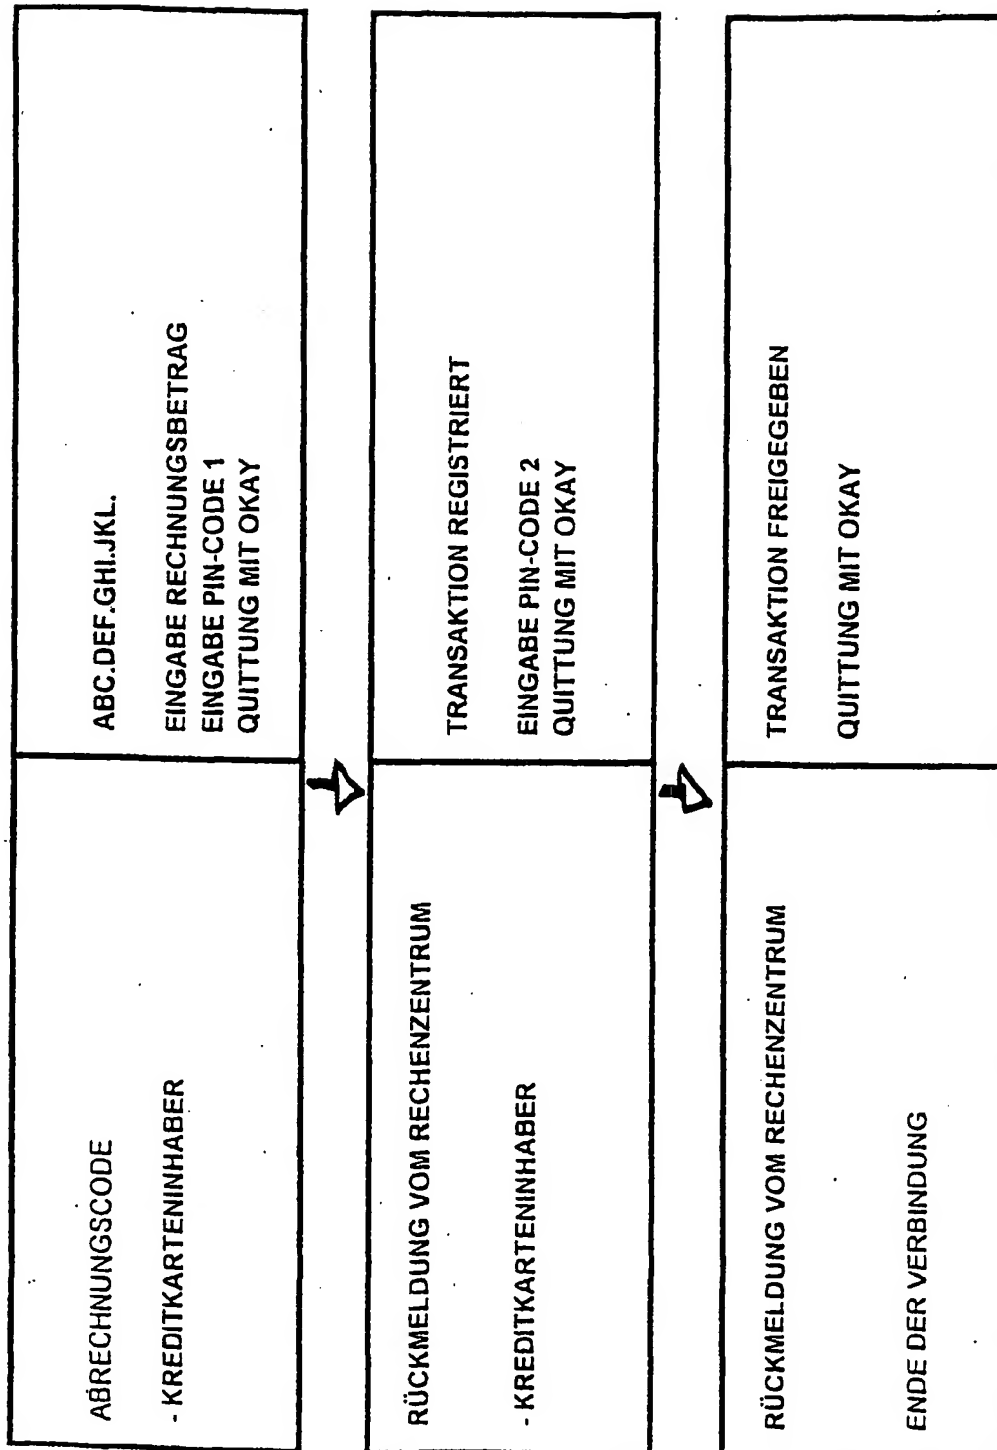 ABRECHNUNGSCODE
- KREDITKARTENINHABER
ABC.DEF.GHI.JKL.
EINGABE RECHNUNGSBETRAG
EINGABE PIN-CODE 1
QUITTUNG MIT OKAY
RÜCKMELDUNG VOM RECHENZENTRUM
- KREDITKARTENINHABER
TRANSAKTION REGISTRIERT
EINGABE PIN-CODE 2
QUITTUNG MIT OKAY
RÜCKMELDUNG VOM RECHENZENTRUM
ENDE DER VERBINDUNG
TRANSAKTION FREIGEGEBEN
QUITTUNG MIT OKAY